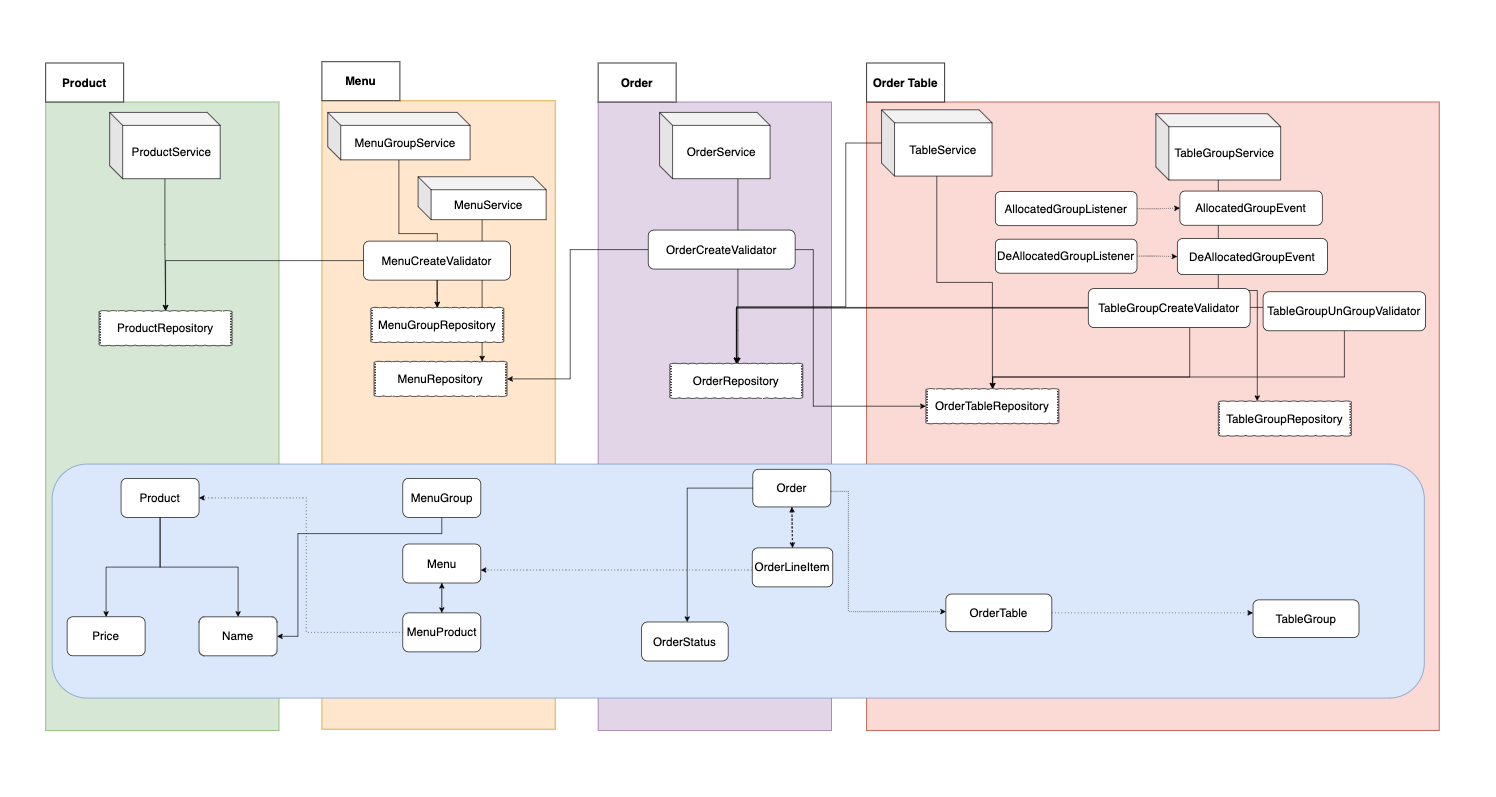 Product
Menu
Order
Order Table
ProductService
MenuGroupService
MenuService
OrderService
TableService
TableGroupService
AllocatedGroupListener
AllocatedGroupEvent
DeAllocatedGroupListener
DeAllocatedGroupEvent
MenuCreateValidator
OrderCreateValidator
TableGroupCreateValidator
TableGroupUnGroupValidator
ProductRepository
MenuGroupRepository
MenuRepository
OrderRepository
OrderTableRepository
TableGroupRepository
Product
MenuGroup
Order
Menu
OrderLineItem
Price
Name
MenuProduct
OrderStatus
OrderTable
TableGroup